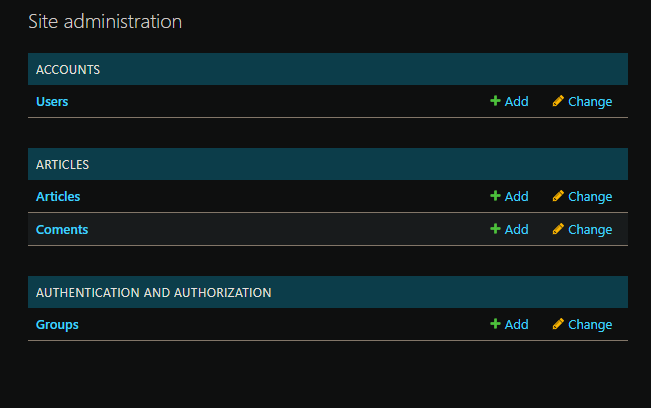 Site administration
ACCOUNTS
Users Add Change
ARTICLES
Articles Add Change
Coments Add Change
AUTHENTICATION AND AUTHORIZATION
Groups Add Change